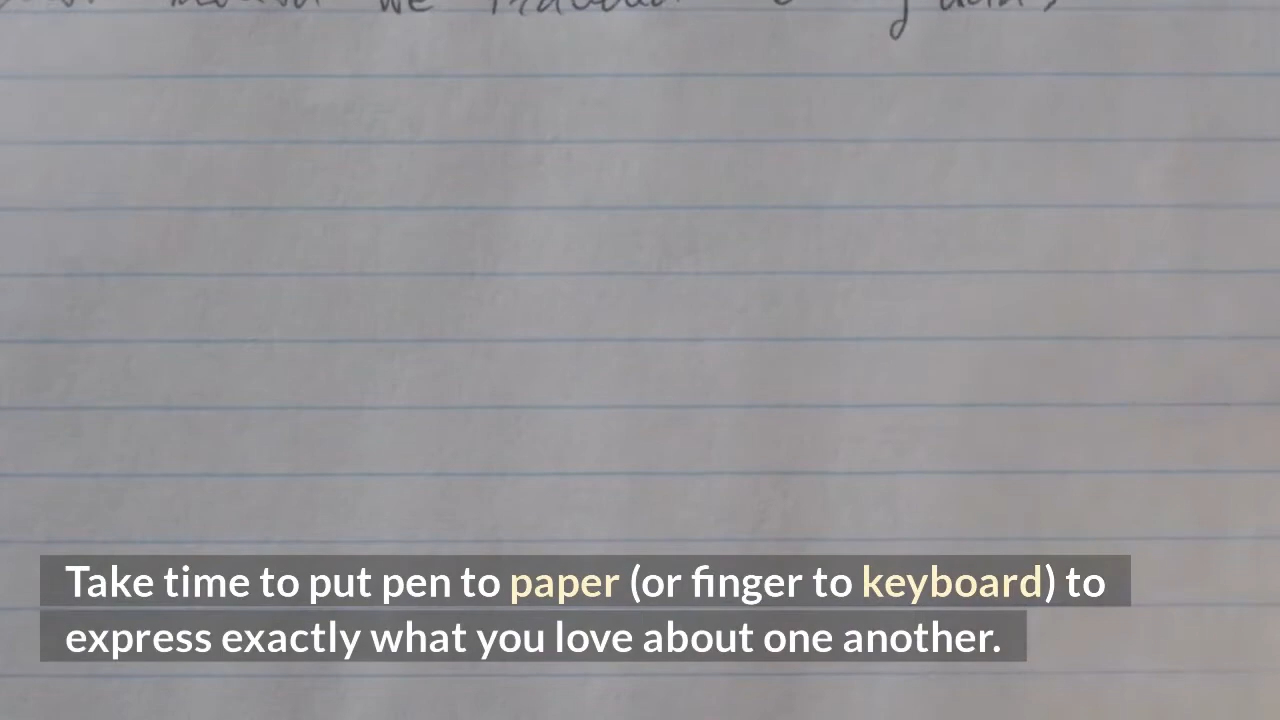 we
Take time to put pen to paper (or finger to keyboard) to
express exactly what you love about one another.